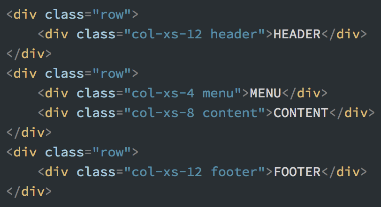 <div class="row">
    <div class="col-xs-12 header">HEADER</div>
</div>
<div class="row">
    <div class="col-xs-4 menu">MENU</div>
    <div class="col-xs-8 content">CONTENT</div>
</div>
<div class="row">
    <div class="col-xs-12 footer">FOOTER</div>
</div>